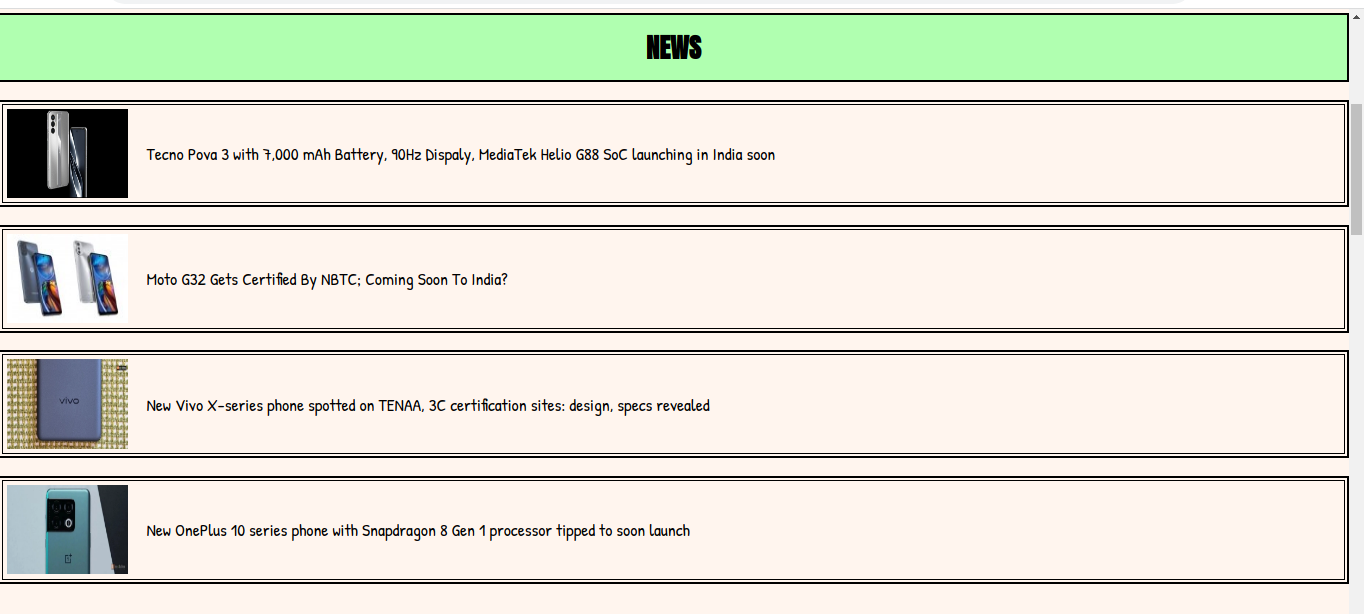 NEWS
Tecno Pova 3 with 7,000 mAh Battery, 90Hz Dispaly, MediaTek Helio G88 SoC launching in India soon
Moto G32 Gets Certified By NBTC; Coming Soon To India?
vivo
New Vivo X-series phone spotted on TENAA, 3C certification sites: design, specs revealed
New OnePlus 10 series phone with Snapdragon 8 Gen 1 processor tipped to soon launch